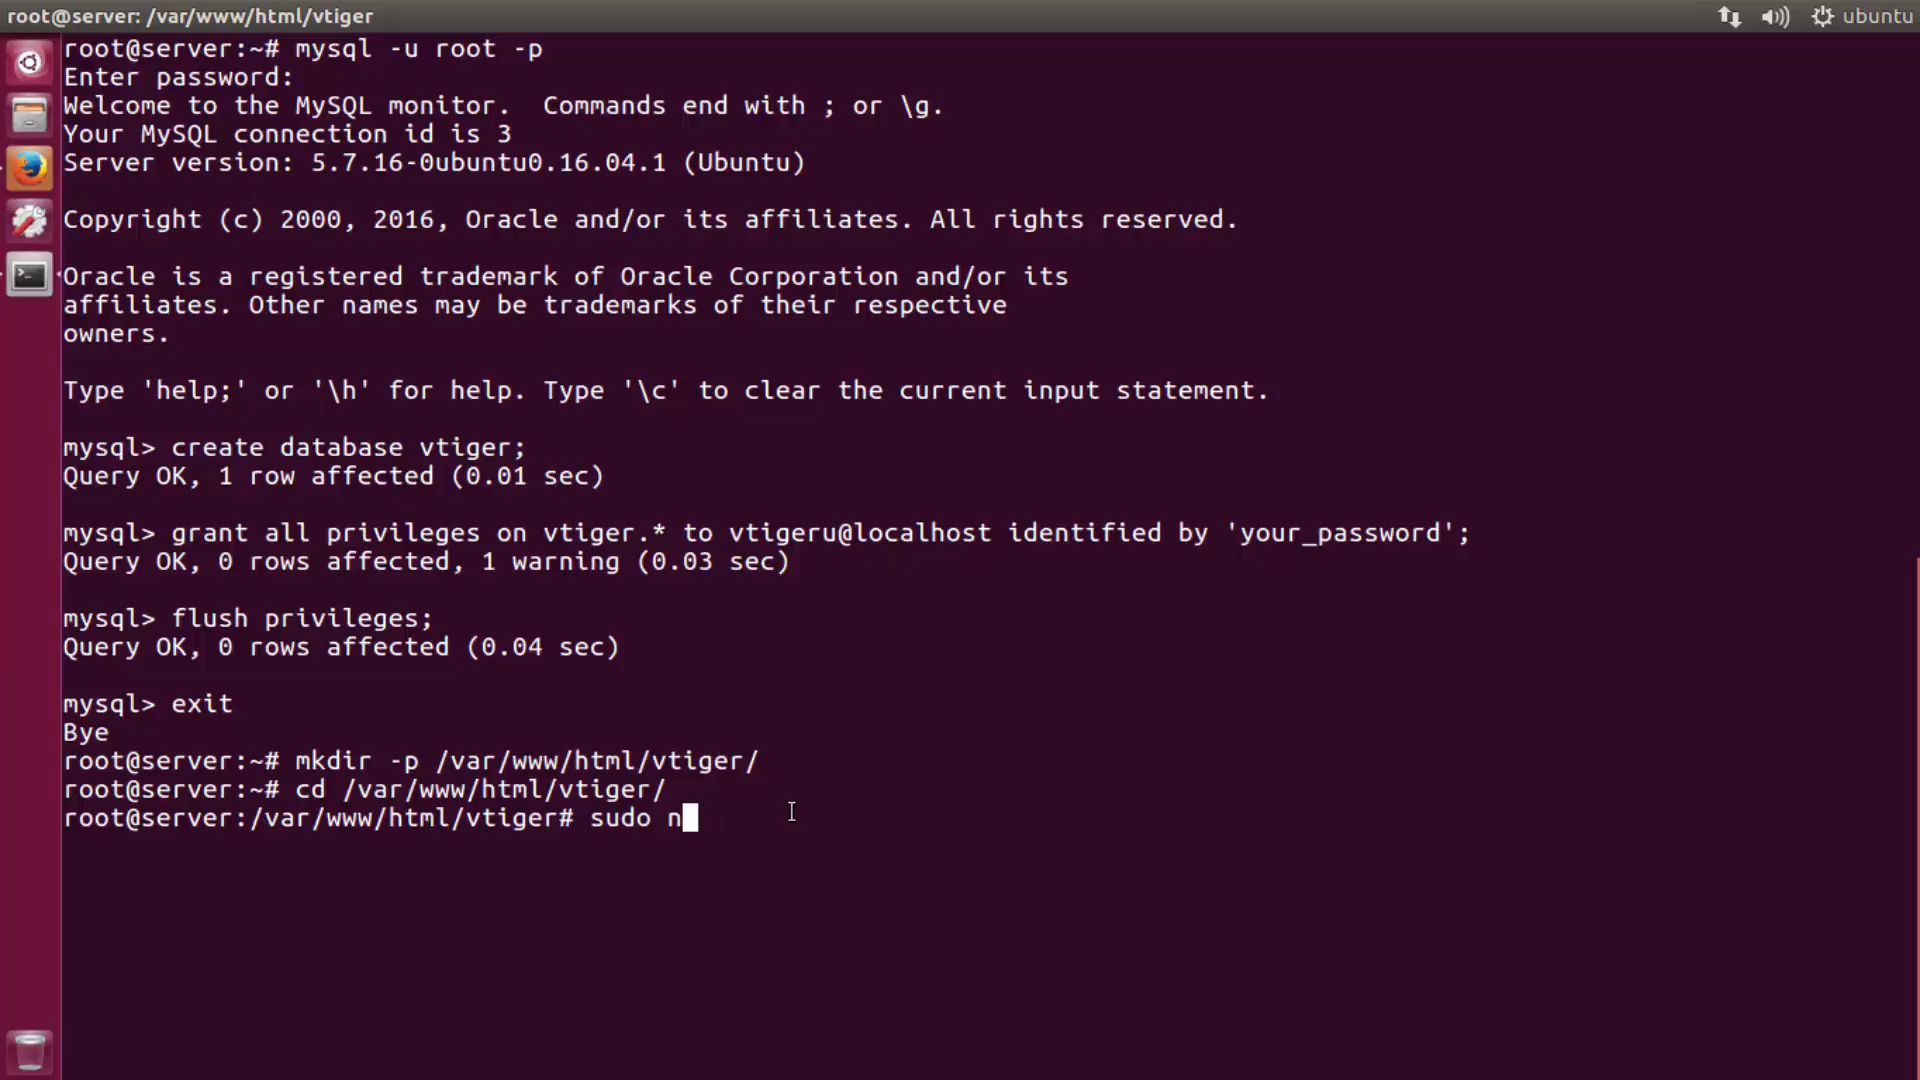 root@server: /var/www/html/vtiger
ubuntu
root@server:~# mysql -u root -p
Enter password:
Welcome to the MySQL monitor.  Commands end with ; or \g.
Your MySQL connection id is 3
Server version: 5.7.16-0ubuntu0.16.04.1 (Ubuntu)
Copyright (c) 2000, 2016, Oracle and/or its affiliates. All rights reserved.
Oracle is a registered trademark of Oracle Corporation and/or its
affiliates. Other names may be trademarks of their respective
owners.
Type 'help;' or '\h' for help. Type '\c' to clear the current input statement.
mysql> create database vtiger;
Query OK, 1 row affected (0.01 sec)
mysql> grant all privileges on vtiger.* to vtigeru@localhost identified by 'your_password';
Query OK, 0 rows affected, 1 warning (0.03 sec)
mysql> flush privileges;
Query OK, 0 rows affected (0.04 sec)
mysql> exit
Bye
root@server:~# mkdir -p /var/www/html/vtiger/
root@server:~# cd /var/www/html/vtiger/
root@server:/var/www/html/vtiger# sudo n